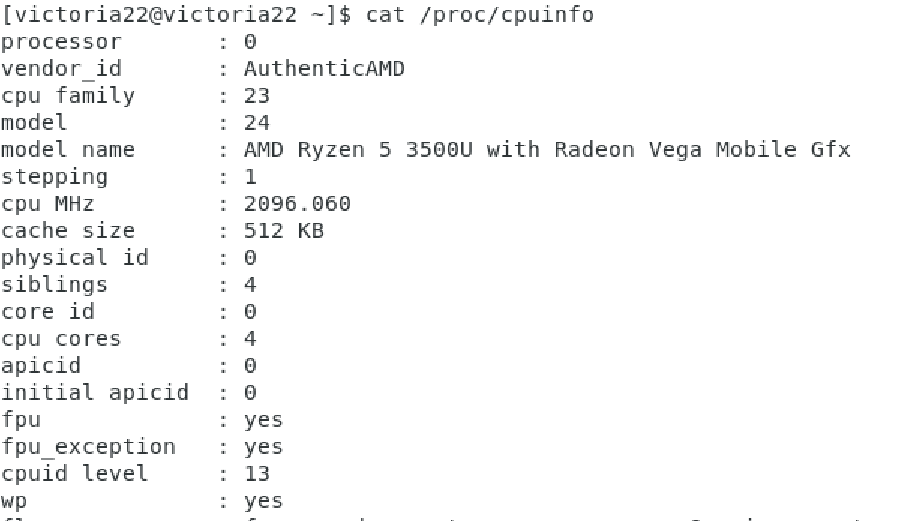 [victoria22@victoria22 ~]$ cat /proc/cpuinfo
processor : 0
vendor_id : AuthenticAMD
cpu family : 23
model : 24
model name : AMD Ryzen 5 3500U with Radeon Vega Mobile Gfx
stepping : 1
cpu MHz : 2096.060
cache size : 512 KB
physical id : 0
siblings : 4
core id : 0
cpu cores : 4
apicid : 0
initial apicid : 0
fpu : yes
fpu_exception : yes
cpuid level : 13
wp : yes